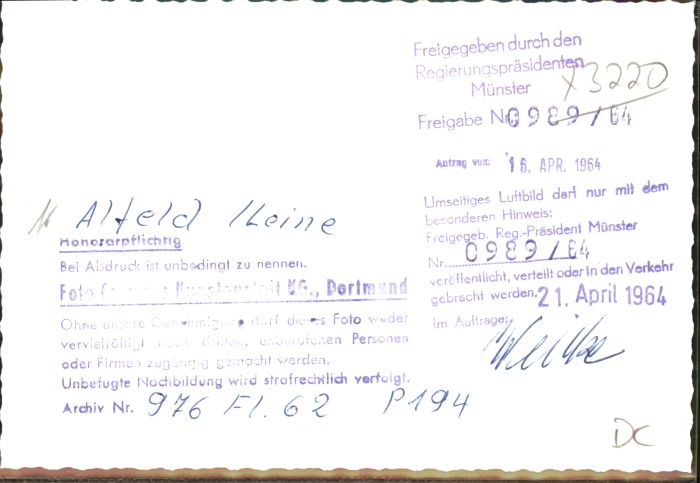 Freigegeben durch den
Regierungspräsidenten
Münster
X3220
Freigabe Nr. 0989/64
Antrag vom 16. APR. 1964
Umseitiges Luftbild darf nur mit dem
besonderen Hinweis:
Freigegeb. Reg.-Präsident Münster
Nr. 0989/64
veröffentlicht, verteilt oder in den Verkehr
gebracht werden. 21. April 1964
Im Auftrage:
Alfeld Leine
Honorarpflichtig
Bei Abdruck ist unbedingt zu nennen.
Foto Kunstanstalt KG., Dortmund
Ohne unsere Genehmigung darf dieses Foto weder
vervielfältigt noch dritten, unberufenen Personen
oder Firmen zugängig gemacht werden.
Unbefugte Nachbildung wird strafrechtlich verfolgt.
Archiv Nr. 976 Fl. 62 P194
DC